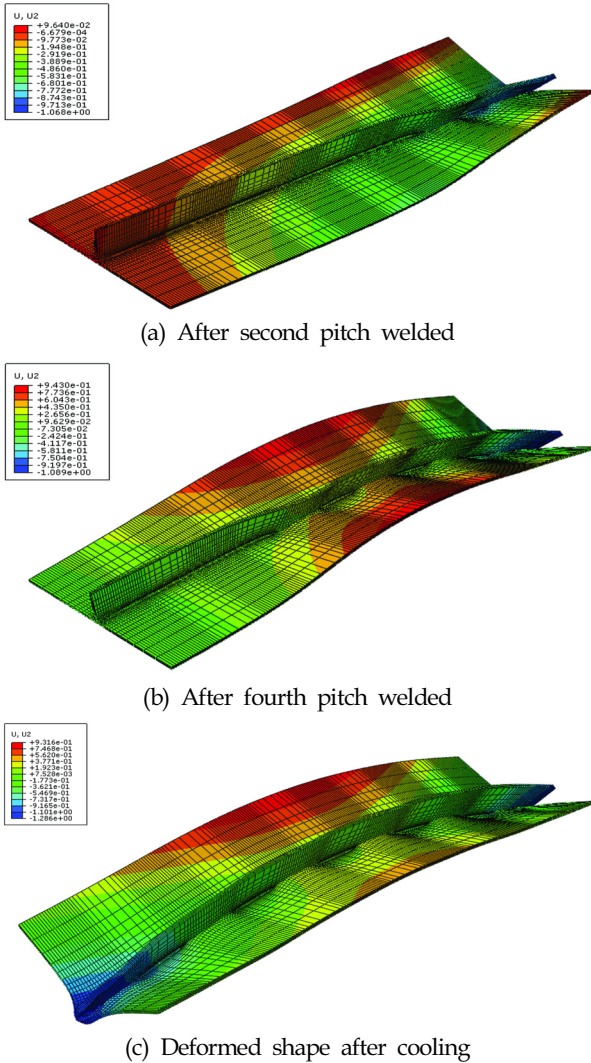 U, U2
+9.640e-02
-6.679e-04
-9.773e-02
-1.948e-01
-2.919e-01
-3.889e-01
-4.860e-01
-5.831e-01
-6.801e-01
-7.772e-01
-8.743e-01
-9.713e-01
-1.068e+00
(a) After second pitch welded
U, U2
+9.430e-01
+7.736e-01
+6.043e-01
+4.350e-01
+2.656e-01
+9.629e-02
-7.305e-02
-2.424e-01
-4.117e-01
-5.811e-01
-7.504e-01
-9.197e-01
-1.089e+00
(b) After fourth pitch welded
U, U2
+9.316e-01
+7.468e-01
+5.620e-01
+3.771e-01
+1.923e-01
+7.528e-03
-1.773e-01
-3.621e-01
-5.469e-01
-7.317e-01
-9.165e-01
-1.101e+00
-1.286e+00
(c) Deformed shape after cooling